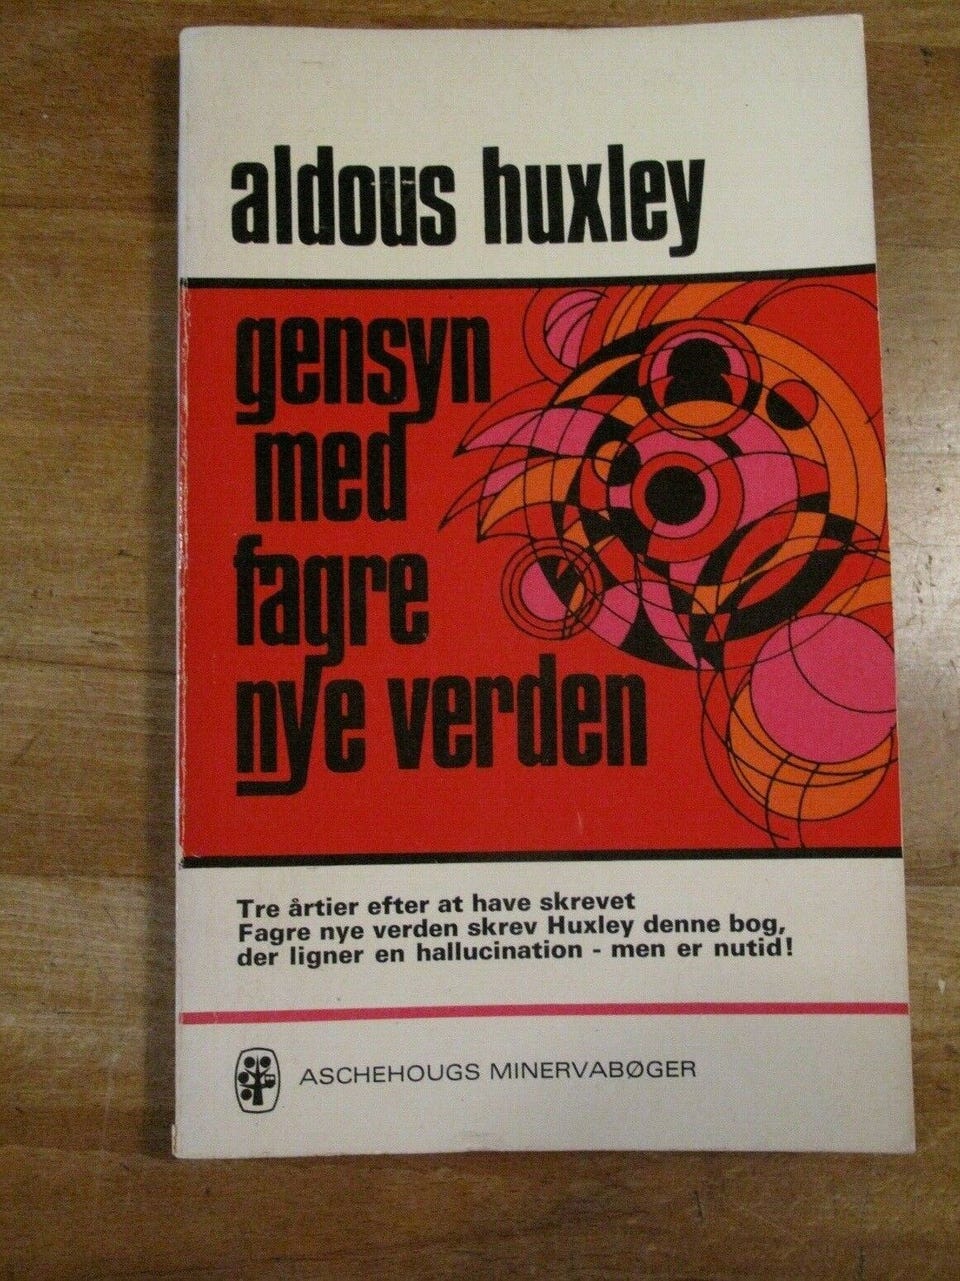 aldous huxley
gensyn
med
fagre
nye verden
Tre årtier efter at have skrevet
Fagre nye verden skrev Huxley denne bog,
der ligner en hallucination - men er nutid!
ASCHEHOUGS MINERVABØGER